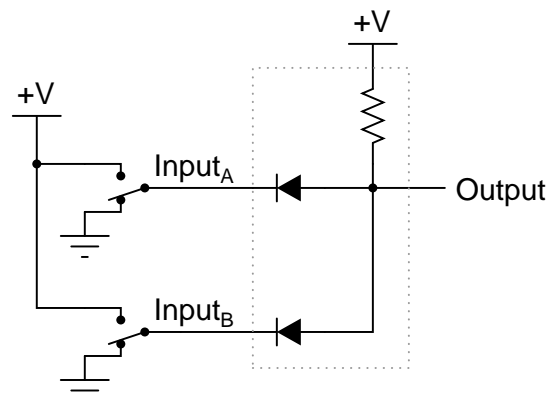 +V
+V
Input_A
Output
Input_B